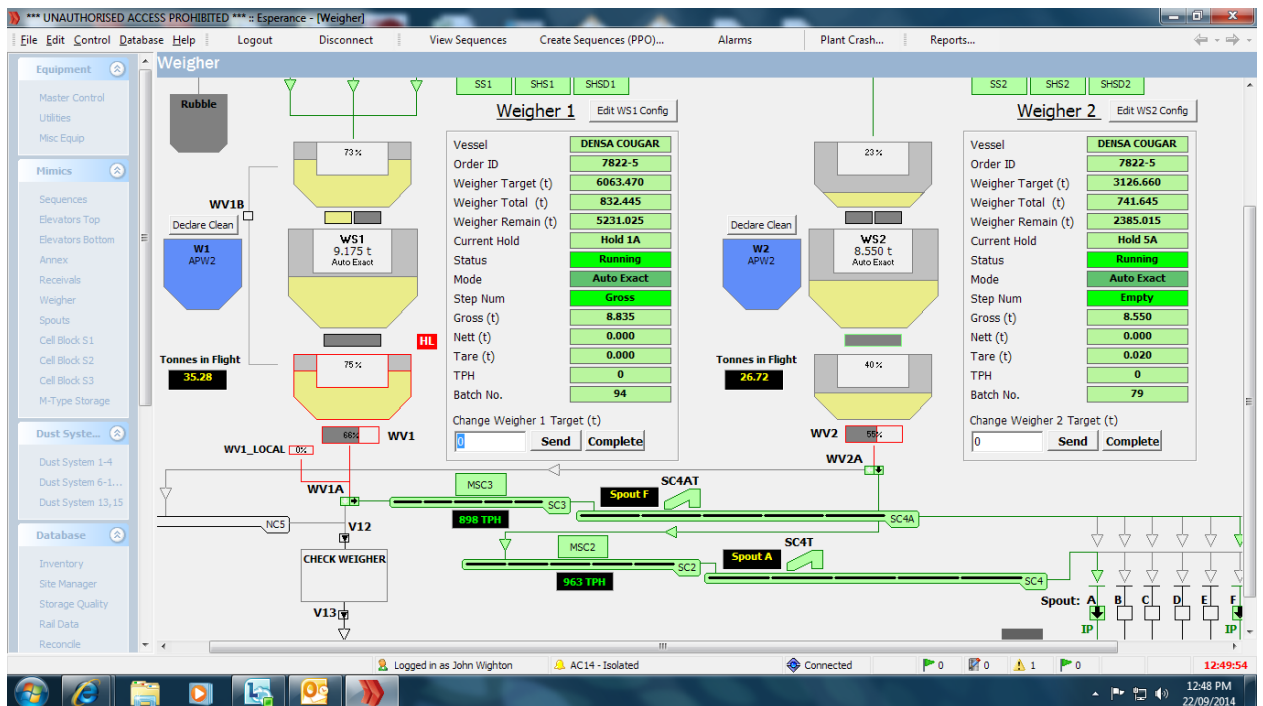 *** UNAUTHORISED ACCESS PROHIBITED *** :: Esperance - [Weigher]
File Edit Control Database Help Logout Disconnect View Sequences Create Sequences (PPO)... Alarms Plant Crash... Reports...
Equipment
Master Control
Utilities
Misc Equip
Mimics
Sequences
Elevators Top
Elevators Bottom
Annex
Receivals
Weigher
Spouts
Cell Block S1
Cell Block S2
Cell Block S3
M-Type Storage
Dust Syste...
Dust System 1-4
Dust System 6-1...
Dust System 13,15
Database
Inventory
Site Manager
Storage Quality
Rail Data
Reconcile
Weigher
Rubble
73%
WV1B
Declare Clean
W1
APW2
WS1
9.175 t
Auto Exact
HL
Tonnes in Flight
35.28
75%
66%
WV1
WV1_LOCAL 0%
WV1A
SS1 SHS1 SHSD1
Weigher 1 Edit WS1 Config
Vessel DENSA COUGAR
Order ID 7822-5
Weigher Target (t) 6063.470
Weigher Total (t) 832.445
Weigher Remain (t) 5231.025
Current Hold Hold 1A
Status Running
Mode Auto Exact
Step Num Gross
Gross (t) 8.835
Nett (t) 0.000
Tare (t) 0.000
TPH 0
Batch No. 94
Change Weigher 1 Target (t)
0 Send Complete
23%
Declare Clean
W2
APW2
WS2
8.550 t
Auto Exact
Tonnes in Flight
26.72
40%
WV2 55%
WV2A
SS2 SHS2 SHSD2
Weigher 2 Edit WS2 Config
Vessel DENSA COUGAR
Order ID 7822-5
Weigher Target (t) 3126.660
Weigher Total (t) 741.645
Weigher Remain (t) 2385.015
Current Hold Hold 5A
Status Running
Mode Auto Exact
Step Num Empty
Gross (t) 8.550
Nett (t) 0.000
Tare (t) 0.020
TPH 0
Batch No. 79
Change Weigher 2 Target (t)
0 Send Complete
MSC3
SC3
898 TPH
Spout F
SC4AT
SC4A
NC5
V12
CHECK WEIGHER
V13
MSC2
SC2
963 TPH
Spout A
SC4T
SC4
Spout: A B C D E F
IP IP
Logged in as John Wighton AC14 - Isolated Connected 0 0 1 0 12:49:54
12:48 PM
22/09/2014